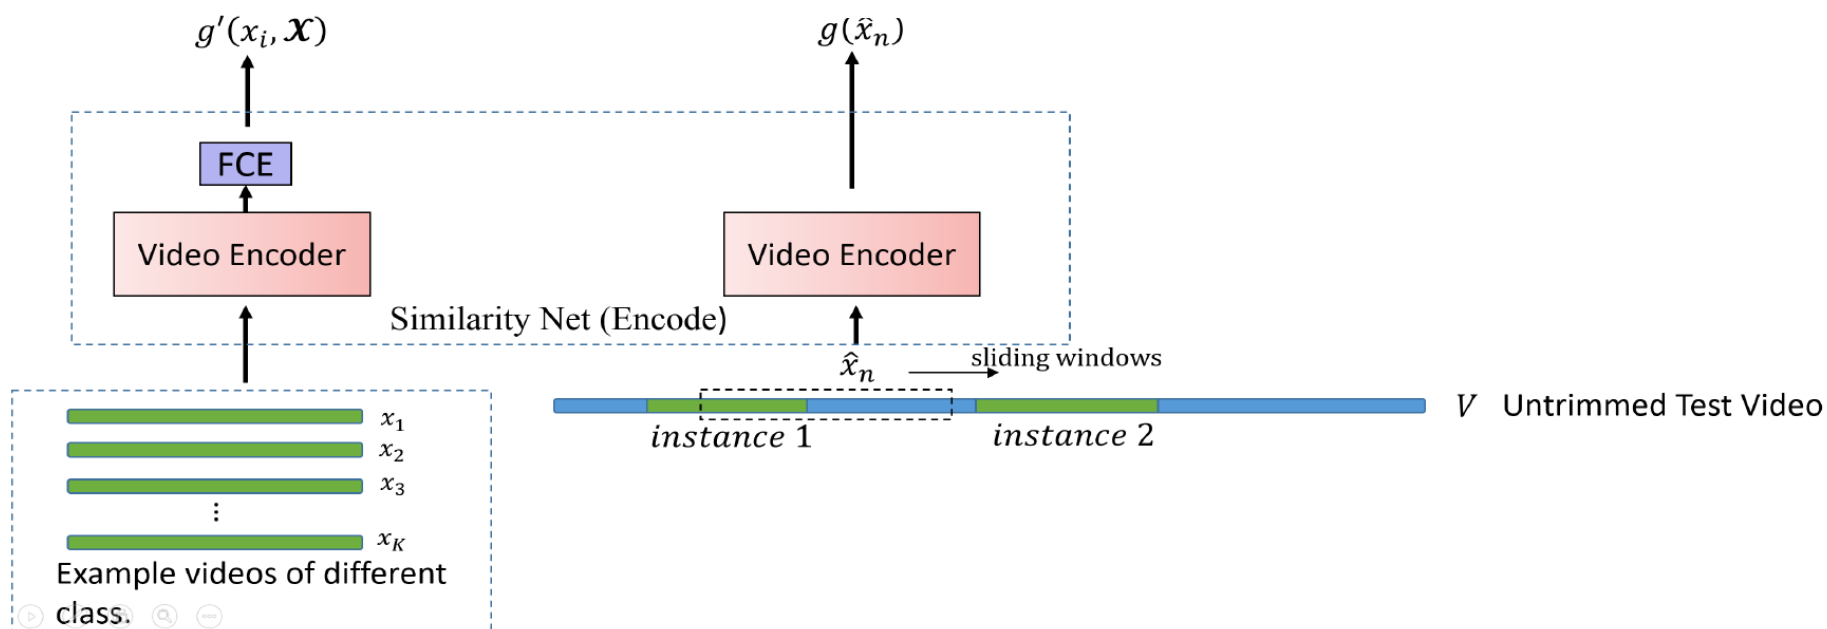 g′(xᵢ, 𝓧)
g(x̂ₙ)
FCE
Video Encoder
Video Encoder
Similarity Net (Encode)
x̂ₙ
sliding windows
x₁
x₂
x₃
⋮
x_K
Example videos of different
class.
instance 1
instance 2
V Untrimmed Test Video